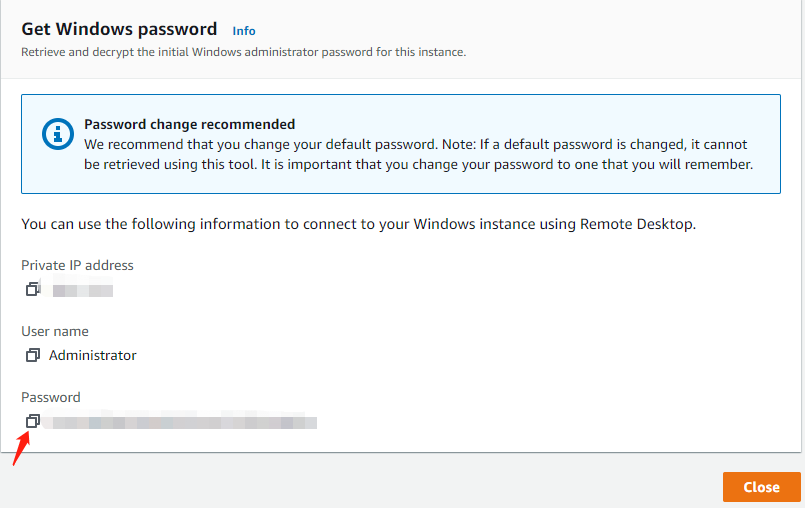 Get Windows password Info
Retrieve and decrypt the initial Windows administrator password for this instance.
Password change recommended
We recommend that you change your default password. Note: If a default password is changed, it cannot
be retrieved using this tool. It is important that you change your password to one that you will remember.
You can use the following information to connect to your Windows instance using Remote Desktop.
Private IP address
User name
Administrator
Password
Close